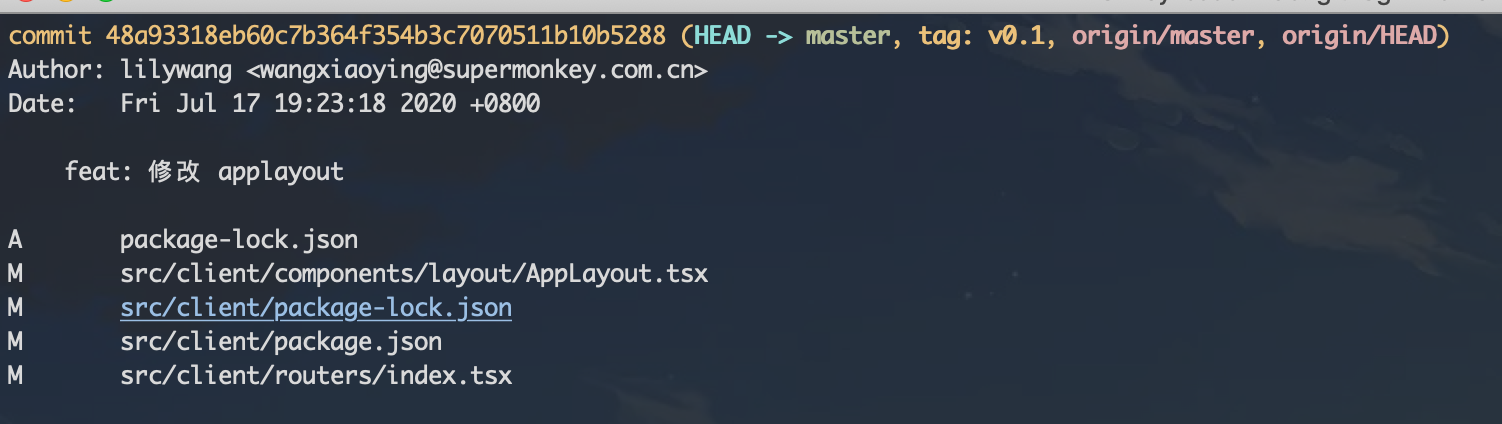 commit 48a93318eb60c7b364f354b3c7070511b10b5288 (HEAD -> master, tag: v0.1, origin/master, origin/HEAD)
Author: lilywang <wangxiaoying@supermonkey.com.cn>
Date:   Fri Jul 17 19:23:18 2020 +0800
feat: 修改 applayout
A       package-lock.json
M       src/client/components/layout/AppLayout.tsx
M       src/client/package-lock.json
M       src/client/package.json
M       src/client/routers/index.tsx